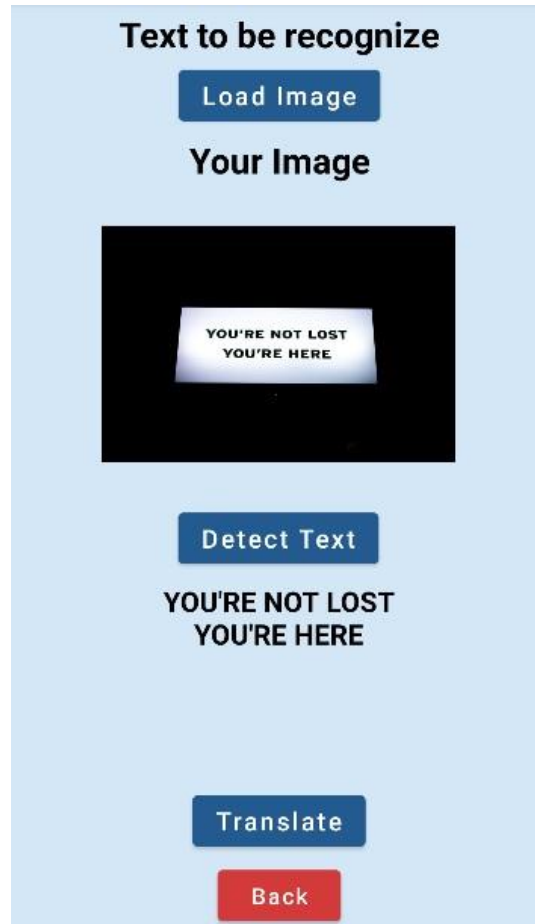 Text to be recognize
Load Image
Your Image
YOU'RE NOT LOST
YOU'RE HERE
Detect Text
YOU'RE NOT LOST
YOU'RE HERE
Translate
Back